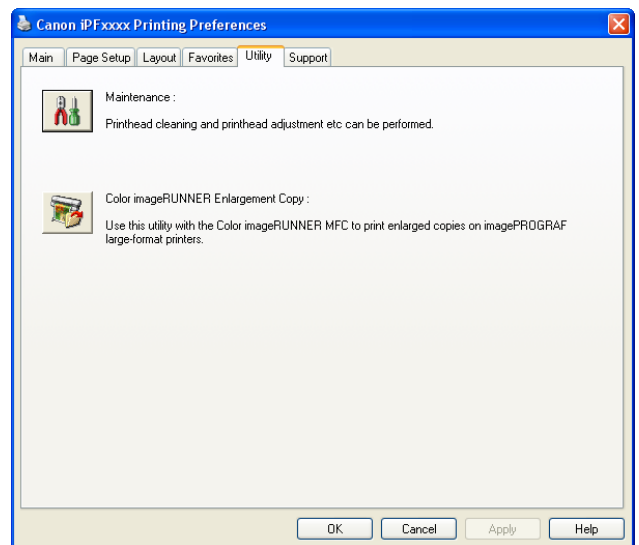 Canon iPFxxxx Printing Preferences
Main Page Setup Layout Favorites Utility Support
Maintenance :
Printhead cleaning and printhead adjustment etc can be performed.
Color imageRUNNER Enlargement Copy :
Use this utility with the Color imageRUNNER MFC to print enlarged copies on imagePROGRAF
large-format printers.
OK Cancel Apply Help